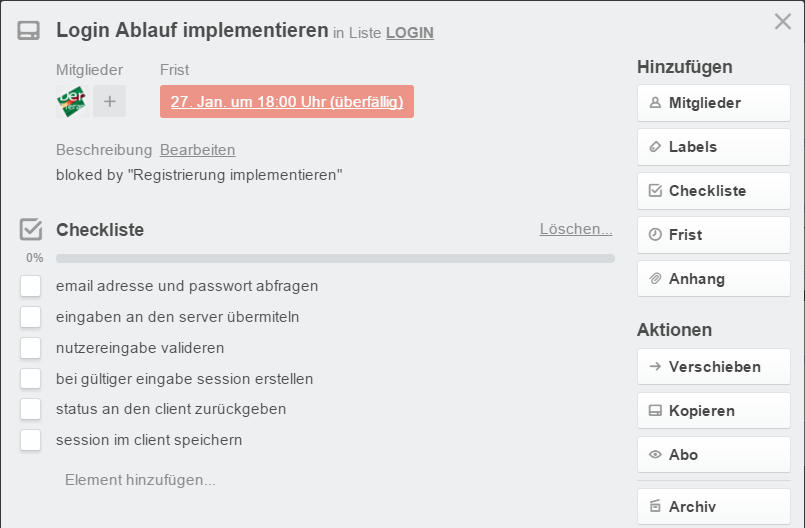 Login Ablauf implementieren in Liste LOGIN
Mitglieder
Frist
+
27. Jan. um 18:00 Uhr (überfällig)
Beschreibung Bearbeiten
bloked by "Registrierung implementieren"
Checkliste
Löschen...
0%
email adresse und passwort abfragen
eingaben an den server übermiteln
nutzereingabe valideren
bei gültiger eingabe session erstellen
status an den client zurückgeben
session im client speichern
Element hinzufügen...
Hinzufügen
Mitglieder
Labels
Checkliste
Frist
Anhang
Aktionen
Verschieben
Kopieren
Abo
Archiv